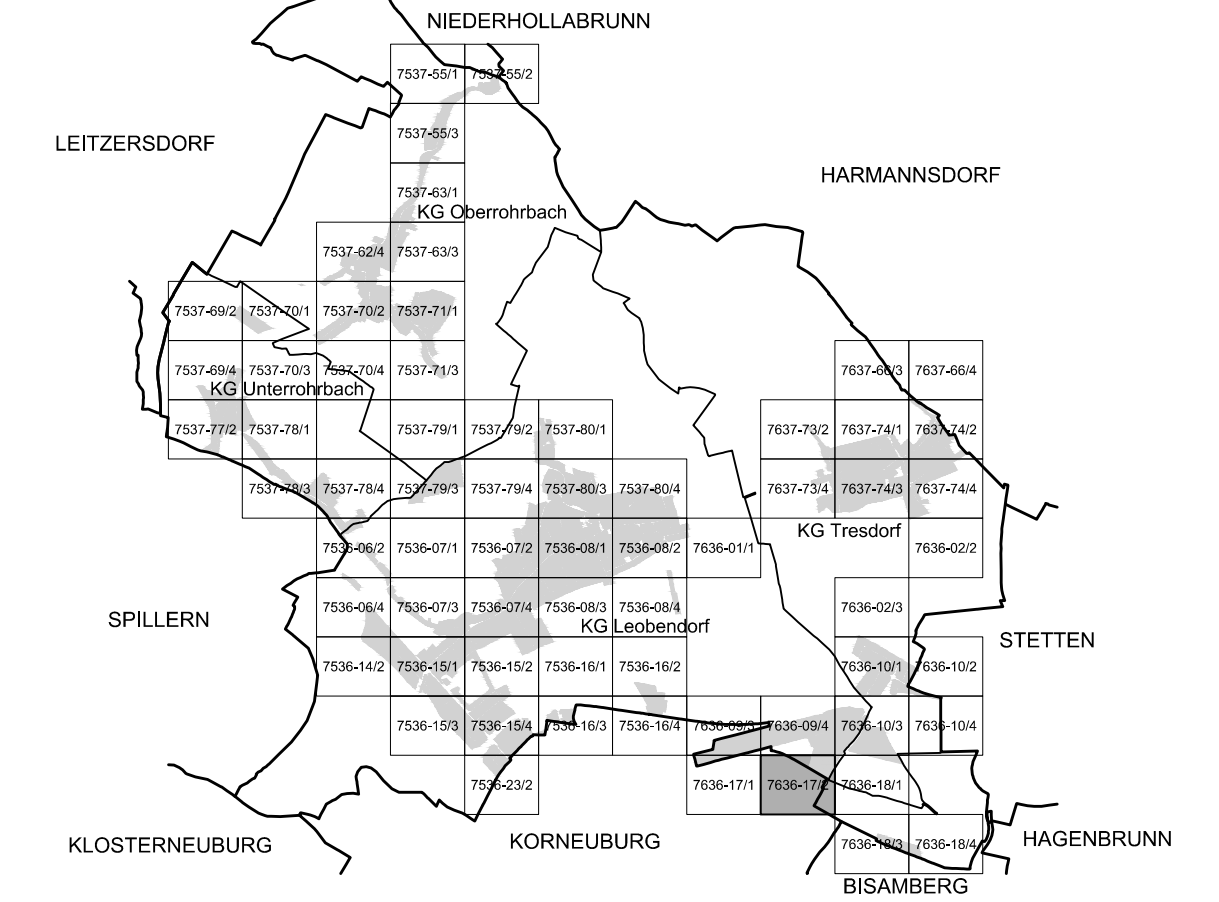 NIEDERHOLLABRUNN
7537-55/1 7537-55/2
LEITZERSDORF
7537-55/3
HARMANNSDORF
7537-63/1
KG Oberrohrbach
7537-62/4 7537-63/3
7537-69/2 7537-70/1 7537-70/2 7537-71/1
7537-69/4 7537-70/3 7537-70/4 7537-71/3 7637-66/3 7637-66/4
KG Unterrohrbach
7537-77/2 7537-78/1 7537-79/1 7537-79/2 7537-80/1 7637-73/2 7637-74/1 7637-74/2
7537-78/3 7537-78/4 7537-79/3 7537-79/4 7537-80/3 7537-80/4 7637-73/4 7637-74/3 7637-74/4
KG Tresdorf
7536-06/2 7536-07/1 7536-07/2 7536-08/1 7536-08/2 7636-01/1 7636-02/2
7536-06/4 7536-07/3 7536-07/4 7536-08/3 7536-08/4 7636-02/3
SPILLERN
KG Leobendorf
STETTEN
7536-14/2 7536-15/1 7536-15/2 7536-16/1 7536-16/2 7636-10/1 7636-10/2
7536-15/3 7536-15/4 7536-16/3 7536-16/4 7636-09/3 7636-09/4 7636-10/3 7636-10/4
7536-23/2 7636-17/1 7636-17/2 7636-18/1
KLOSTERNEUBURG
KORNEUBURG
HAGENBRUNN
7636-18/3 7636-18/4
BISAMBERG